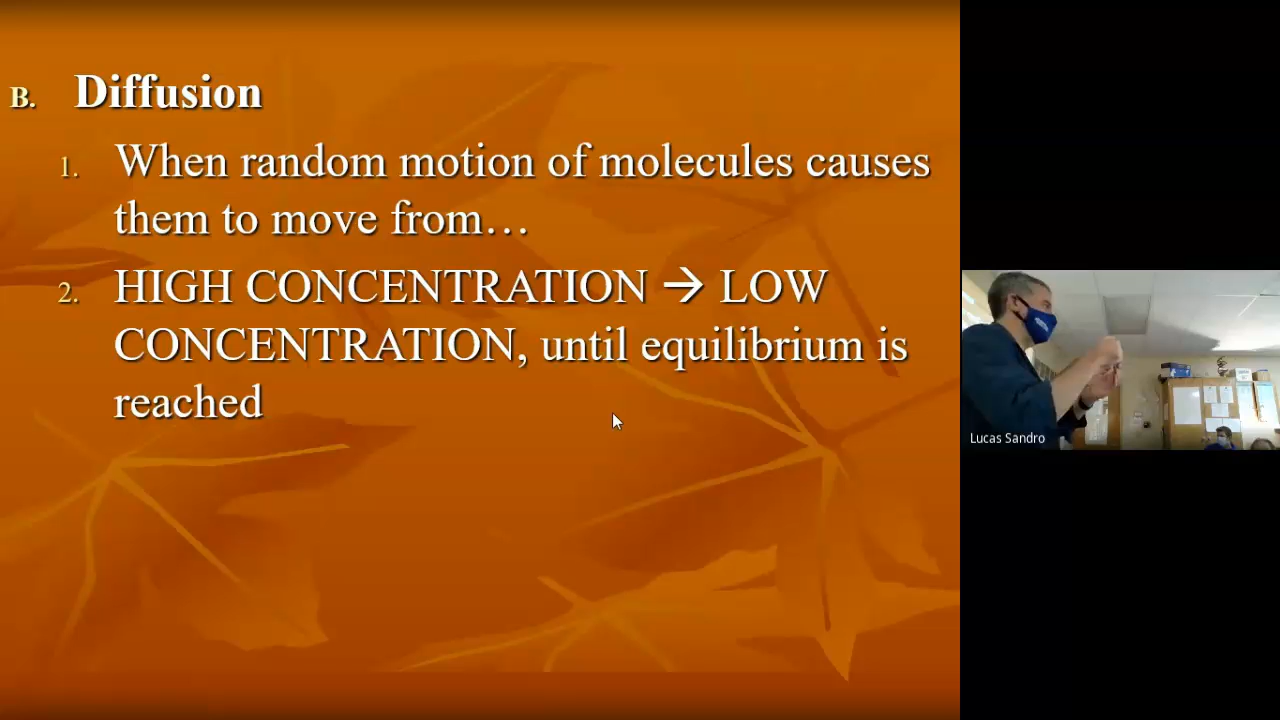 B. Diffusion
1. When random motion of molecules causes
them to move from…
2. HIGH CONCENTRATION → LOW
CONCENTRATION, until equilibrium is
reached
Lucas Sandro